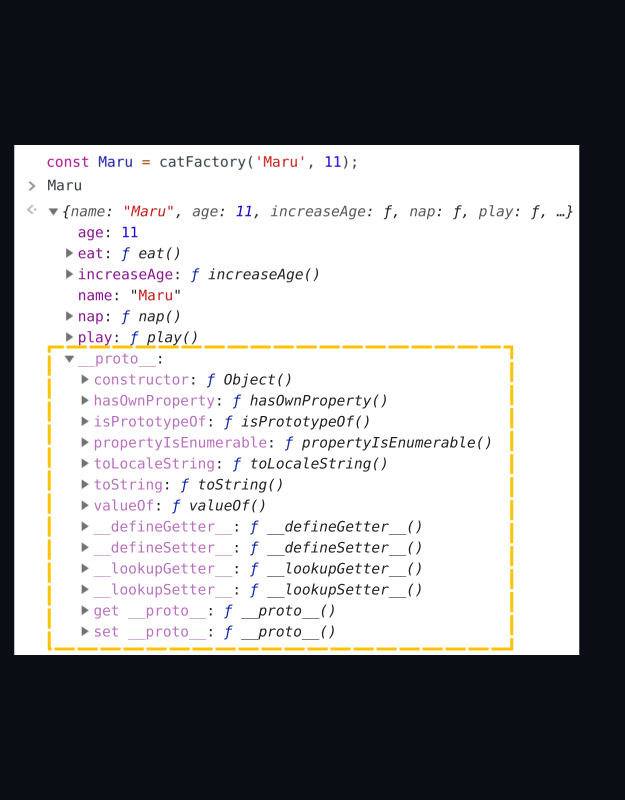 const Maru = catFactory('Maru', 11);
> Maru
{name: "Maru", age: 11, increaseAge: ƒ, nap: ƒ, play: ƒ, …}
age: 11
eat: ƒ eat()
increaseAge: ƒ increaseAge()
name: "Maru"
nap: ƒ nap()
play: ƒ play()
__proto__:
constructor: ƒ Object()
hasOwnProperty: ƒ hasOwnProperty()
isPrototypeOf: ƒ isPrototypeOf()
propertyIsEnumerable: ƒ propertyIsEnumerable()
toLocaleString: ƒ toLocaleString()
toString: ƒ toString()
valueOf: ƒ valueOf()
__defineGetter__: ƒ __defineGetter__()
__defineSetter__: ƒ __defineSetter__()
__lookupGetter__: ƒ __lookupGetter__()
__lookupSetter__: ƒ __lookupSetter__()
get __proto__: ƒ __proto__()
set __proto__: ƒ __proto__()